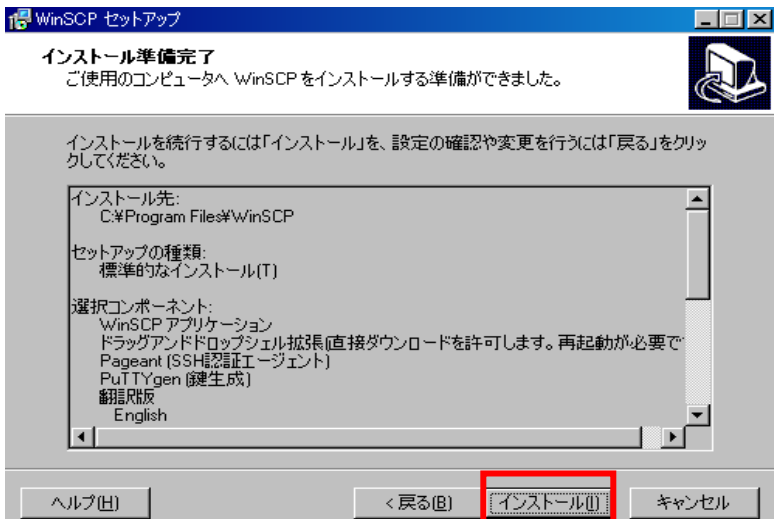 WinSCP セットアップ
インストール準備完了
ご使用のコンピュータへ WinSCP をインストールする準備ができました。
インストールを続行するには「インストール」を、設定の確認や変更を行うには「戻る」をクリッ
クしてください。
インストール先:
C:¥Program Files¥WinSCP
セットアップの種類:
標準的なインストール(T)
選択コンポーネント:
WinSCP アプリケーション
ドラッグアンドドロップシェル拡張(直接ダウンロードを許可します。再起動が必要で
Pageant (SSH認証エージェント)
PuTTYgen (鍵生成)
翻訳版
English
ヘルプ(H)
< 戻る(B)
インストール(I)
キャンセル